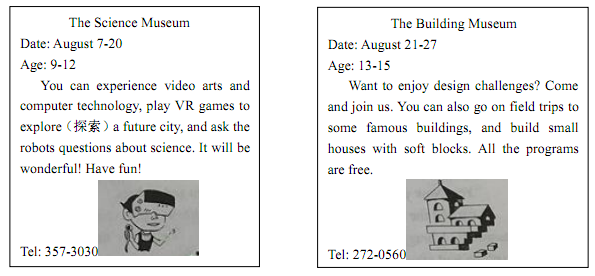 The Science Museum
Date: August 7-20
Age: 9-12
You can experience video arts and
computer technology, play VR games to
explore（探索）a future city, and ask the
robots questions about science. It will be
wonderful! Have fun!
Tel: 357-3030
The Building Museum
Date: August 21-27
Age: 13-15
Want to enjoy design challenges? Come
and join us. You can also go on field trips to
some famous buildings, and build small
houses with soft blocks. All the programs
are free.
Tel: 272-0560